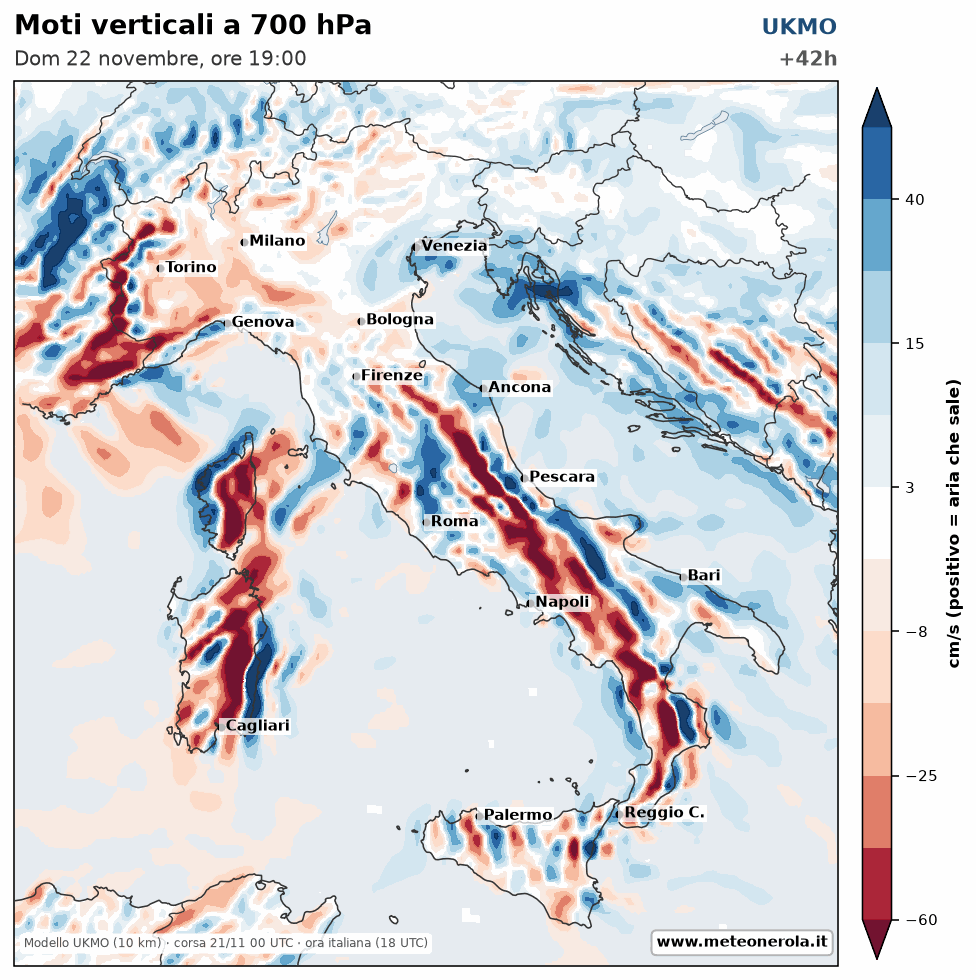 Moti verticali a 700 hPa
UKMO
Dom 22 novembre, ore 19:00
+42h
Milano
Venezia
Torino
Genova
Bologna
Firenze
Ancona
Pescara
Roma
Bari
Napoli
Cagliari
Palermo
Reggio C.
40
15
3
−8
−25
−60
cm/s (positivo = aria che sale)
Modello UKMO (10 km) · corsa 21/11 00 UTC · ora italiana (18 UTC)
www.meteonerola.it